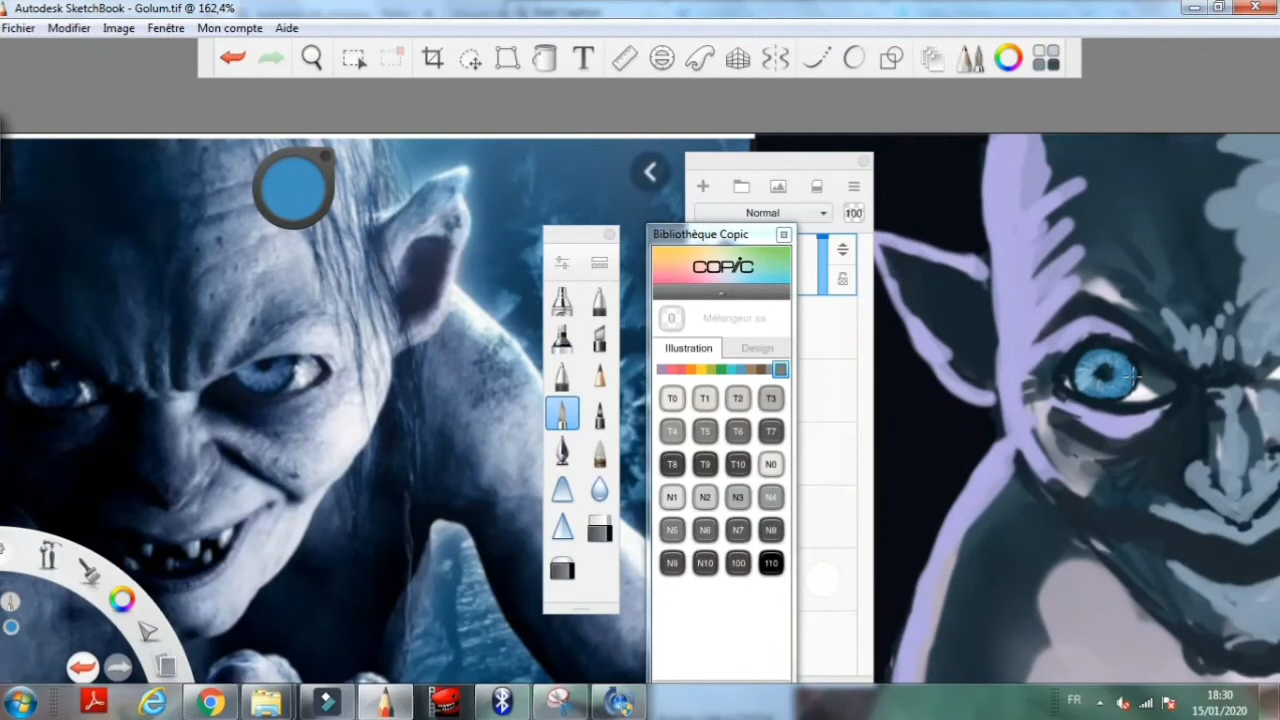 Autodesk SketchBook - Golum.tif @ 162,4%
Fichier Modifier Image Fenêtre Mon compte Aide
T
Normal 100
Bibliothèque Copic
COPIC
0 Mélangeur sa...
Illustration Design
T0 T1 T2 T3
T4 T5 T6 T7
T8 T9 T10 N0
N1 N2 N3 N4
N5 N6 N7 N8
N9 N10 100 110
FR 18:30
15/01/2020